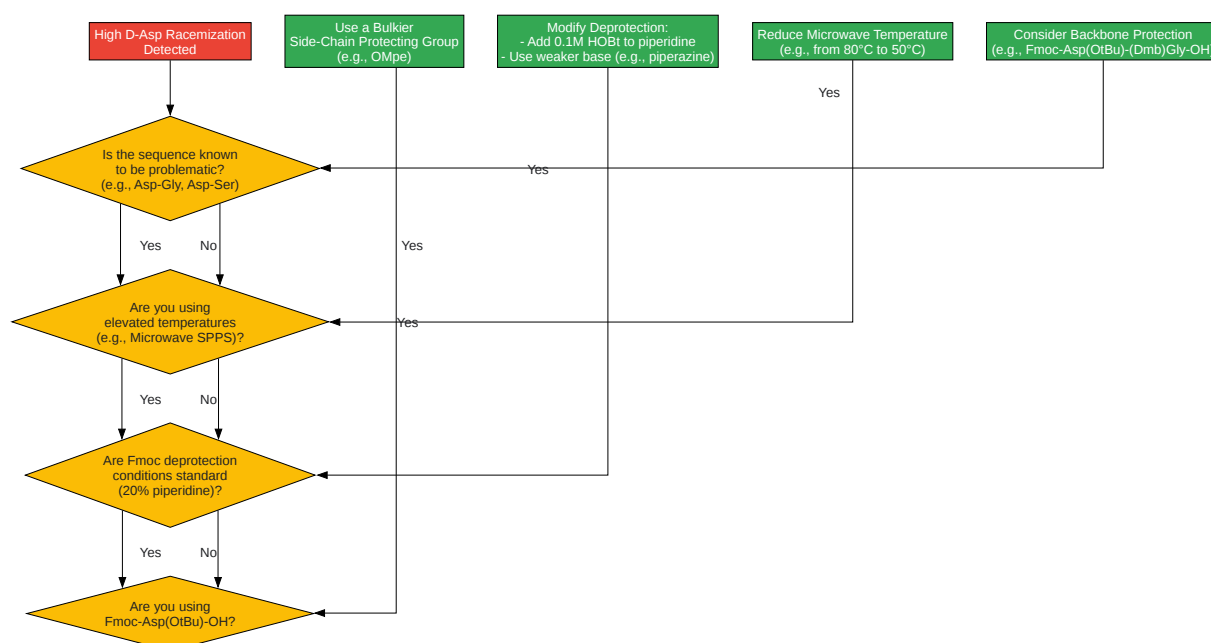 High D-Asp Racemization
Detected
Use a Bulkier
Side-Chain Protecting Group
(e.g., OMpe)
Modify Deprotection:
- Add 0.1M HOBt to piperidine
- Use weaker base (e.g., piperazine)
Reduce Microwave Temperature
(e.g., from 80°C to 50°C)
Consider Backbone Protection
(e.g., Fmoc-Asp(OtBu)-(Dmb)Gly-OH)
Yes
Is the sequence known
to be problematic?
(e.g., Asp-Gly, Asp-Ser)
Yes
Yes
No
Yes
Are you using
elevated temperatures
(e.g., Microwave SPPS)?
Yes
Yes
No
Are Fmoc deprotection
conditions standard
(20% piperidine)?
Yes
No
Are you using
Fmoc-Asp(OtBu)-OH?